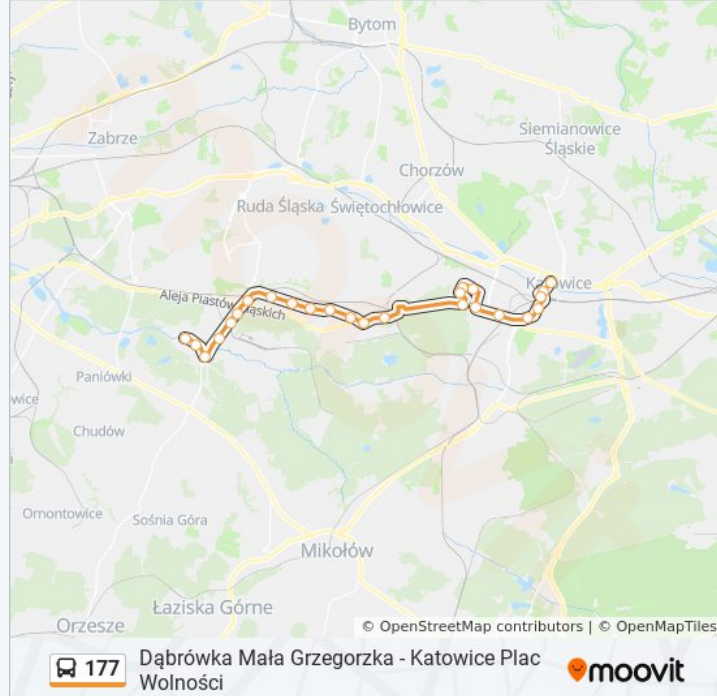 Bytom
Zabrze
Siemianowice
Śląskie
Chorzów
Ruda Śląska Świętochłowice
Katowice
Aleja Piastów Śląskich
Paniówki
wice
Chudów
Ornontowice
Sośnia Góra
Mikołów
Łaziska Górne
Orzesze
© OpenStreetMap contributors | © OpenMapTiles
177
Dąbrówka Mała Grzegorzka - Katowice Plac
Wolności
moovit